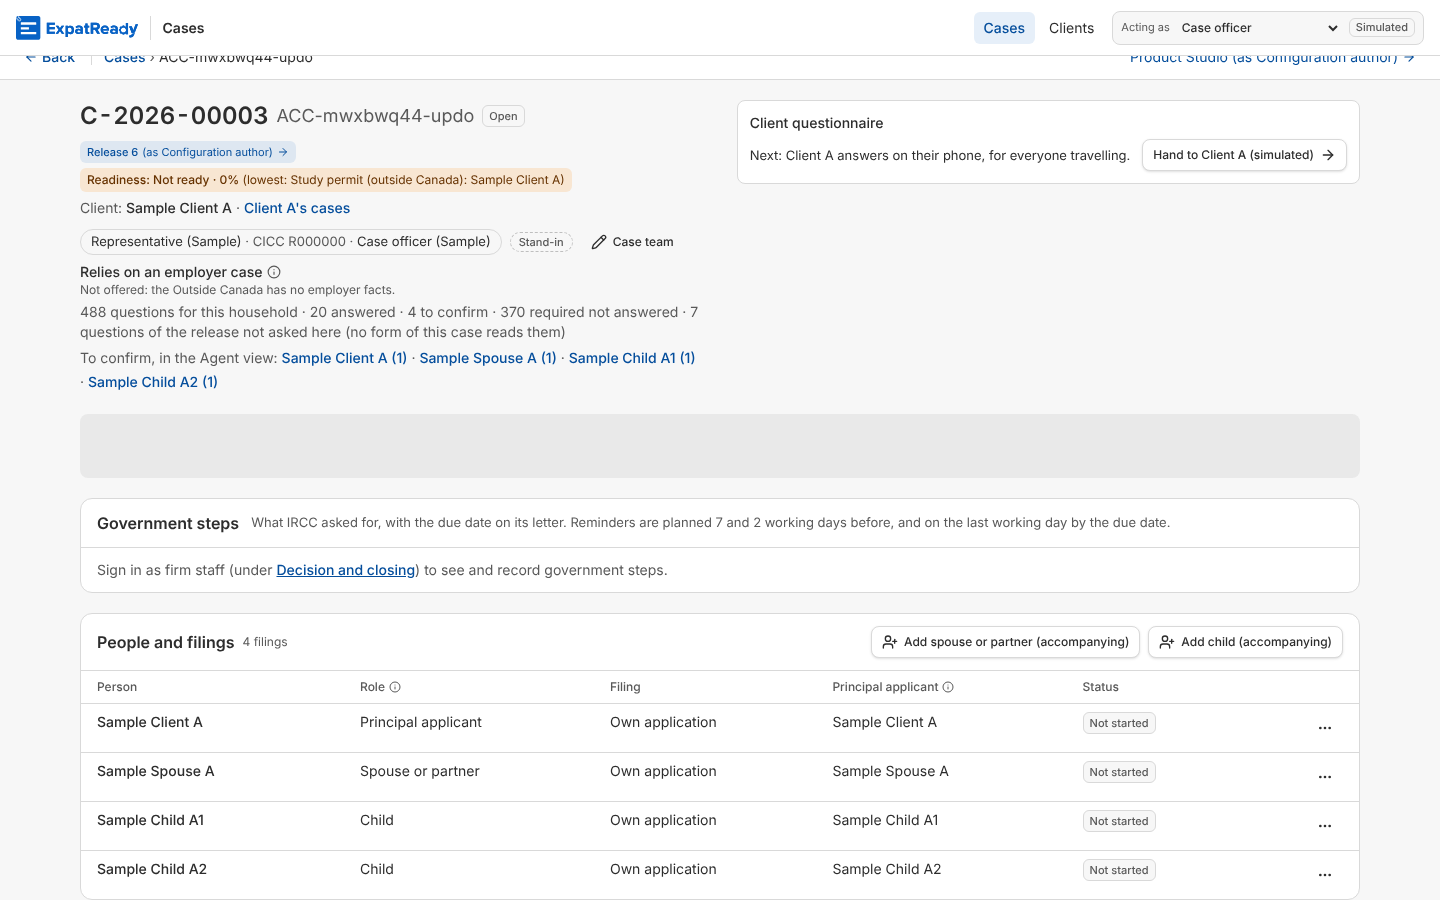 ExpatReady
Cases
Cases
Clients
Acting as Case officer
Simulated
← Back
Cases › ACC-mwxbwq44-updo
Product Studio (as Configuration author) →
C-2026-00003 ACC-mwxbwq44-updo Open
Release 6 (as Configuration author) →
Readiness: Not ready · 0% (lowest: Study permit (outside Canada): Sample Client A)
Client: Sample Client A · Client A's cases
Representative (Sample) · CICC R000000 · Case officer (Sample)
Stand-in
Case team
Relies on an employer case
Not offered: the Outside Canada has no employer facts.
488 questions for this household · 20 answered · 4 to confirm · 370 required not answered · 7
questions of the release not asked here (no form of this case reads them)
To confirm, in the Agent view: Sample Client A (1) · Sample Spouse A (1) · Sample Child A1 (1)
· Sample Child A2 (1)
Client questionnaire
Next: Client A answers on their phone, for everyone travelling.
Hand to Client A (simulated) →
Government steps What IRCC asked for, with the due date on its letter. Reminders are planned 7 and 2 working days before, and on the last working day by the due date.
Sign in as firm staff (under Decision and closing) to see and record government steps.
People and filings 4 filings
Add spouse or partner (accompanying)
Add child (accompanying)
Person Role Filing Principal applicant Status
Sample Client A Principal applicant Own application Sample Client A Not started ...
Sample Spouse A Spouse or partner Own application Sample Spouse A Not started ...
Sample Child A1 Child Own application Sample Child A1 Not started ...
Sample Child A2 Child Own application Sample Child A2 Not started ...